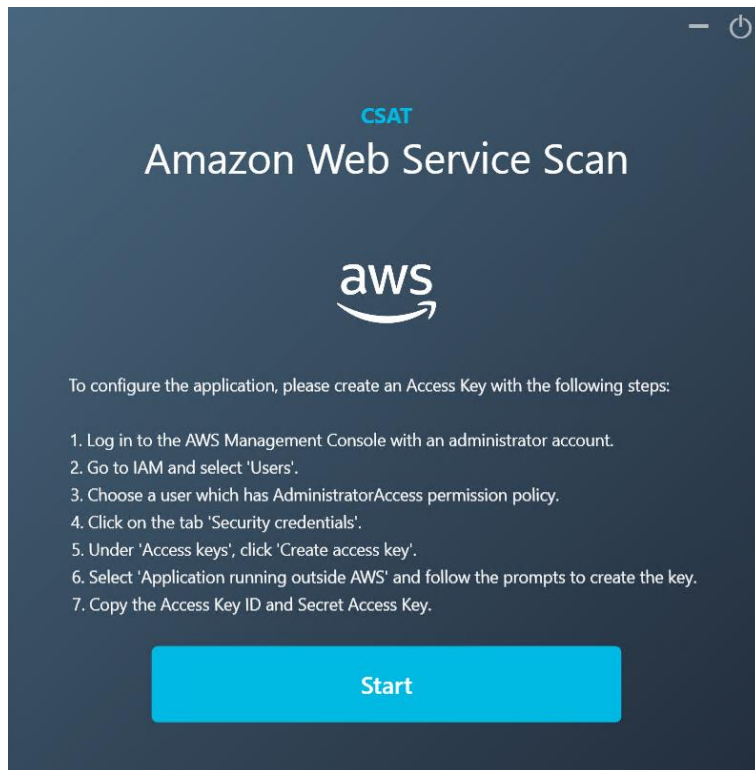 CSAT
Amazon Web Service Scan
aws
To configure the application, please create an Access Key with the following steps:
1. Log in to the AWS Management Console with an administrator account.
2. Go to IAM and select 'Users'.
3. Choose a user which has AdministratorAccess permission policy.
4. Click on the tab 'Security credentials'.
5. Under 'Access keys', click 'Create access key'.
6. Select 'Application running outside AWS' and follow the prompts to create the key.
7. Copy the Access Key ID and Secret Access Key.
Start